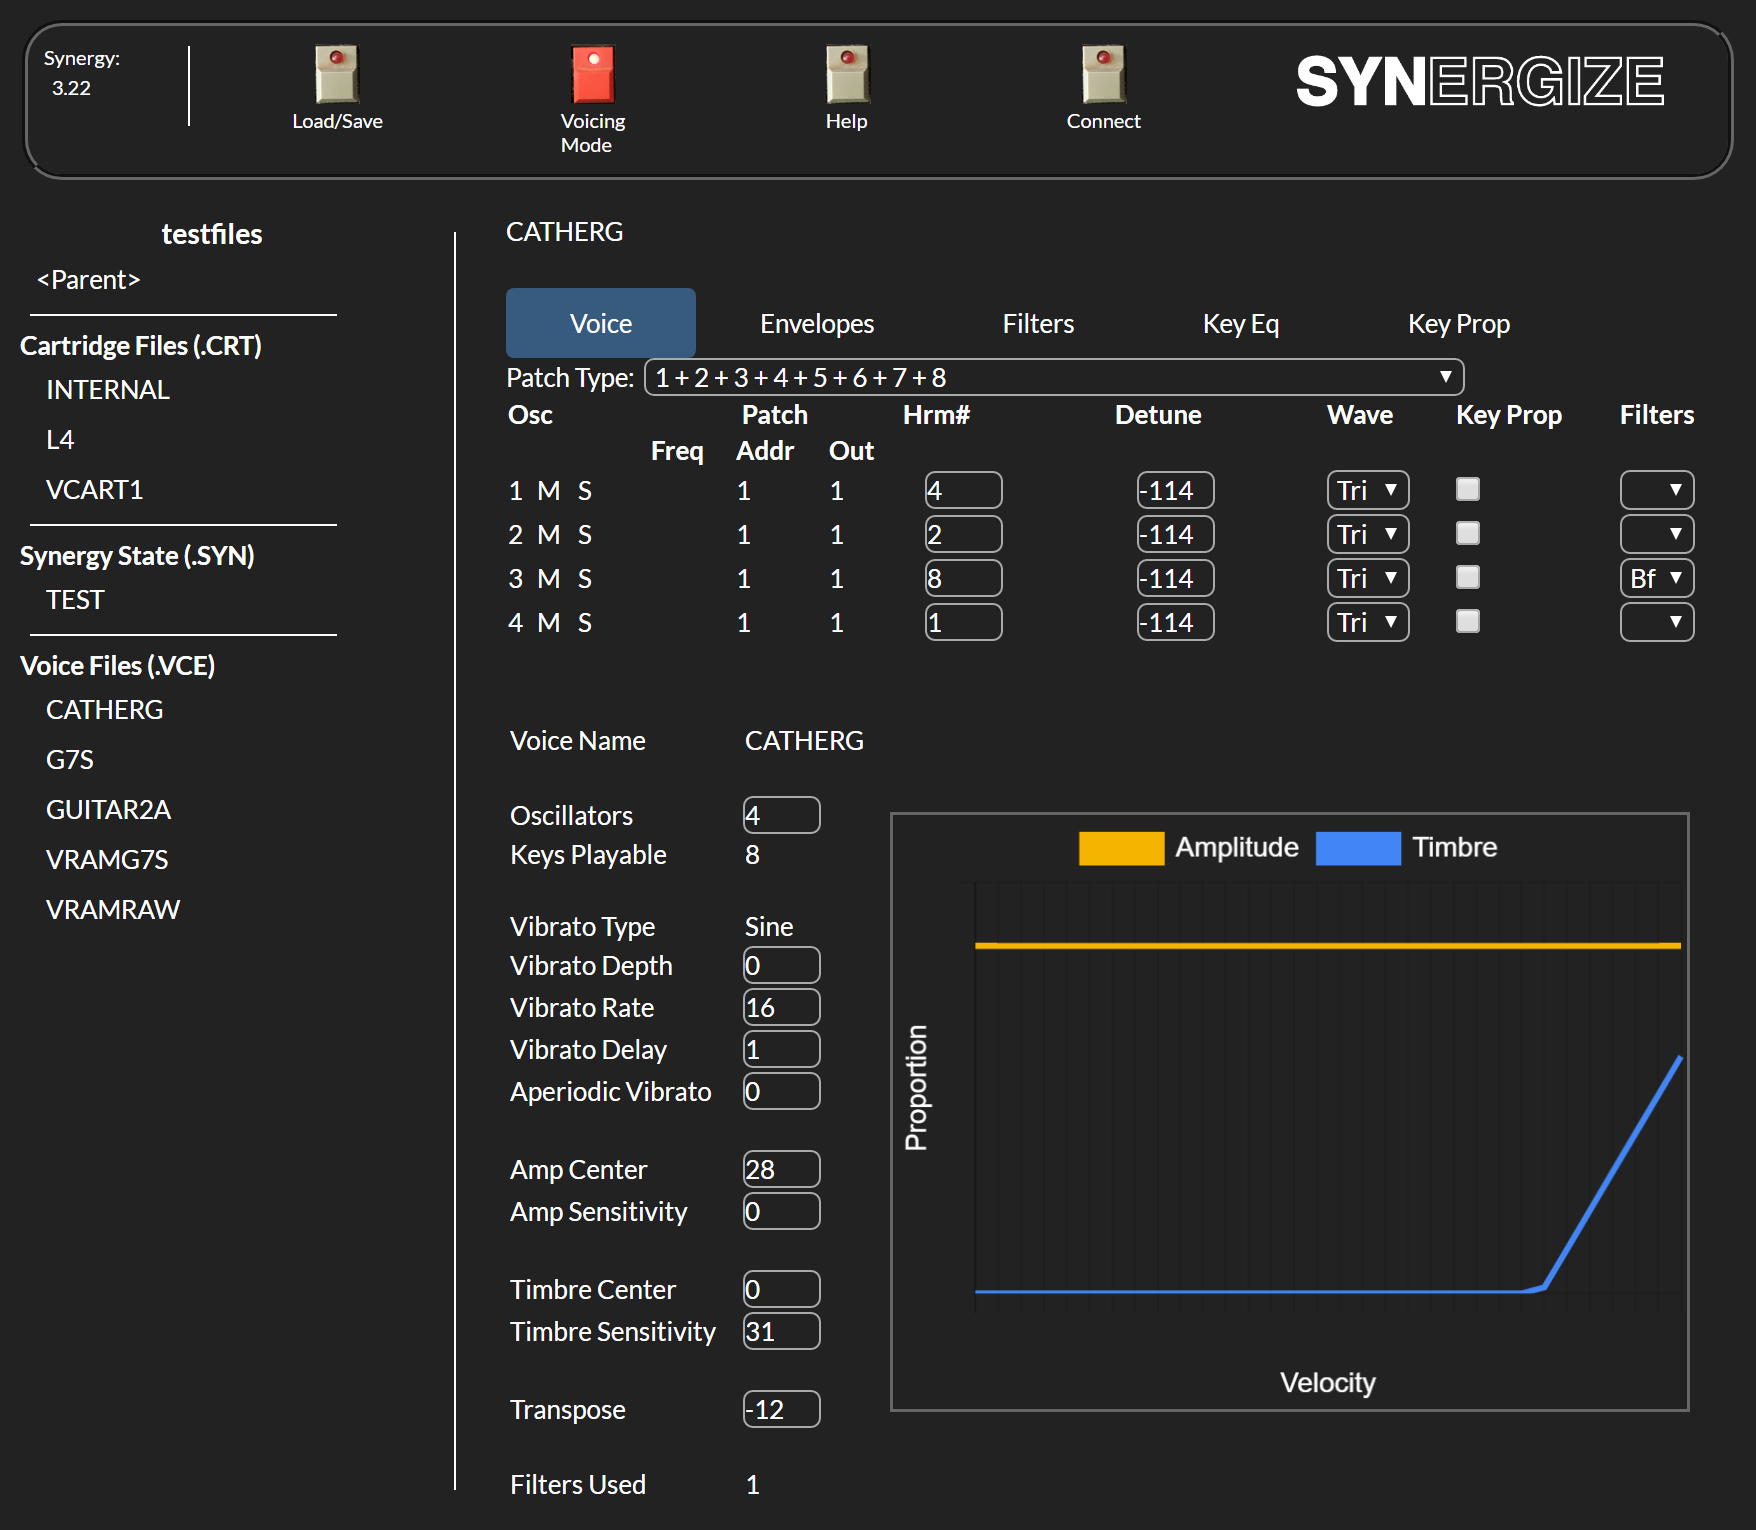 Synergy:
3.22
Load/Save
Voicing
Mode
Help
Connect
SYNERGIZE
testfiles
<Parent>
Cartridge Files (.CRT)
INTERNAL
L4
VCART1
Synergy State (.SYN)
TEST
Voice Files (.VCE)
CATHERG
G7S
GUITAR2A
VRAMG7S
VRAMRAW
CATHERG
Voice Envelopes Filters Key Eq Key Prop
Patch Type: 1 + 2 + 3 + 4 + 5 + 6 + 7 + 8
Osc Patch Hrm# Detune Wave Key Prop Filters
Freq Addr Out
1 M S 1 1 4 -114 Tri
2 M S 1 1 2 -114 Tri
3 M S 1 1 8 -114 Tri Bf
4 M S 1 1 1 -114 Tri
Voice Name CATHERG
Oscillators 4
Keys Playable 8
Vibrato Type Sine
Vibrato Depth 0
Vibrato Rate 16
Vibrato Delay 1
Aperiodic Vibrato 0
Amp Center 28
Amp Sensitivity 0
Timbre Center 0
Timbre Sensitivity 31
Transpose -12
Filters Used 1
Amplitude Timbre
Proportion
Velocity